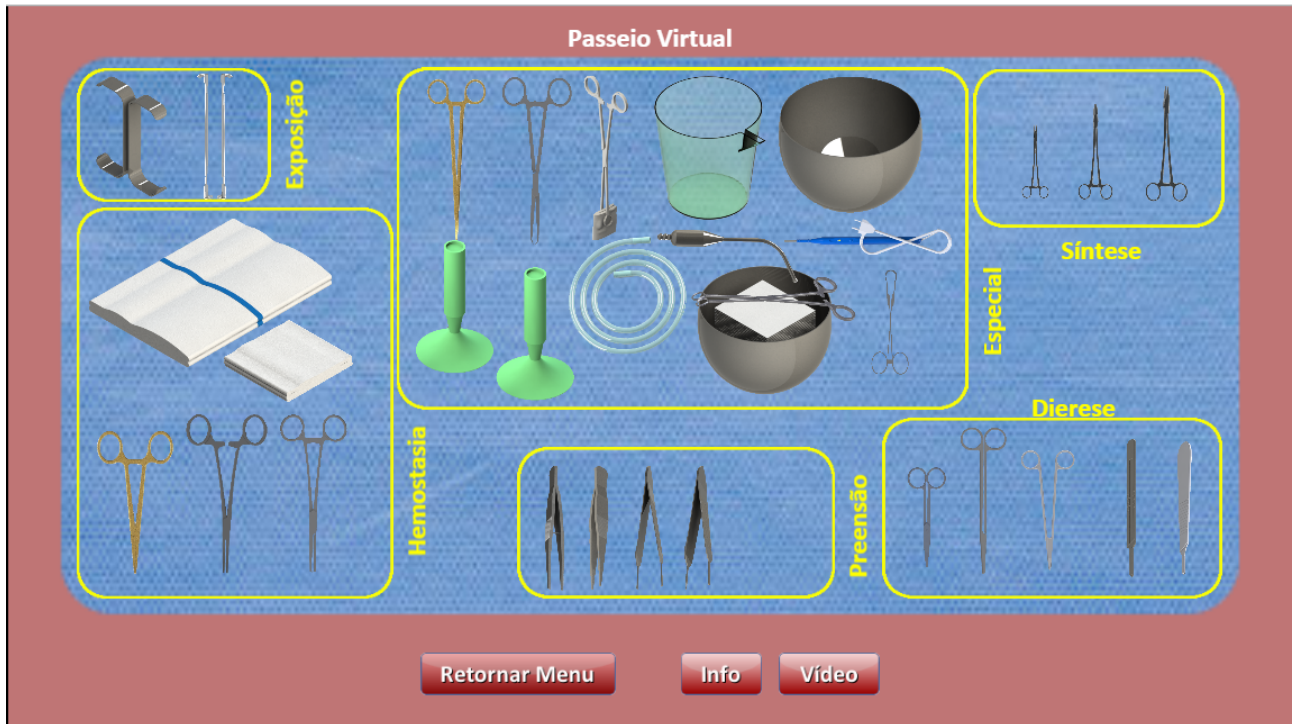 Passeio Virtual
Exposição
Especial
Síntese
Hemostasia
Preensão
Dierese
Retornar Menu
Info
Vídeo